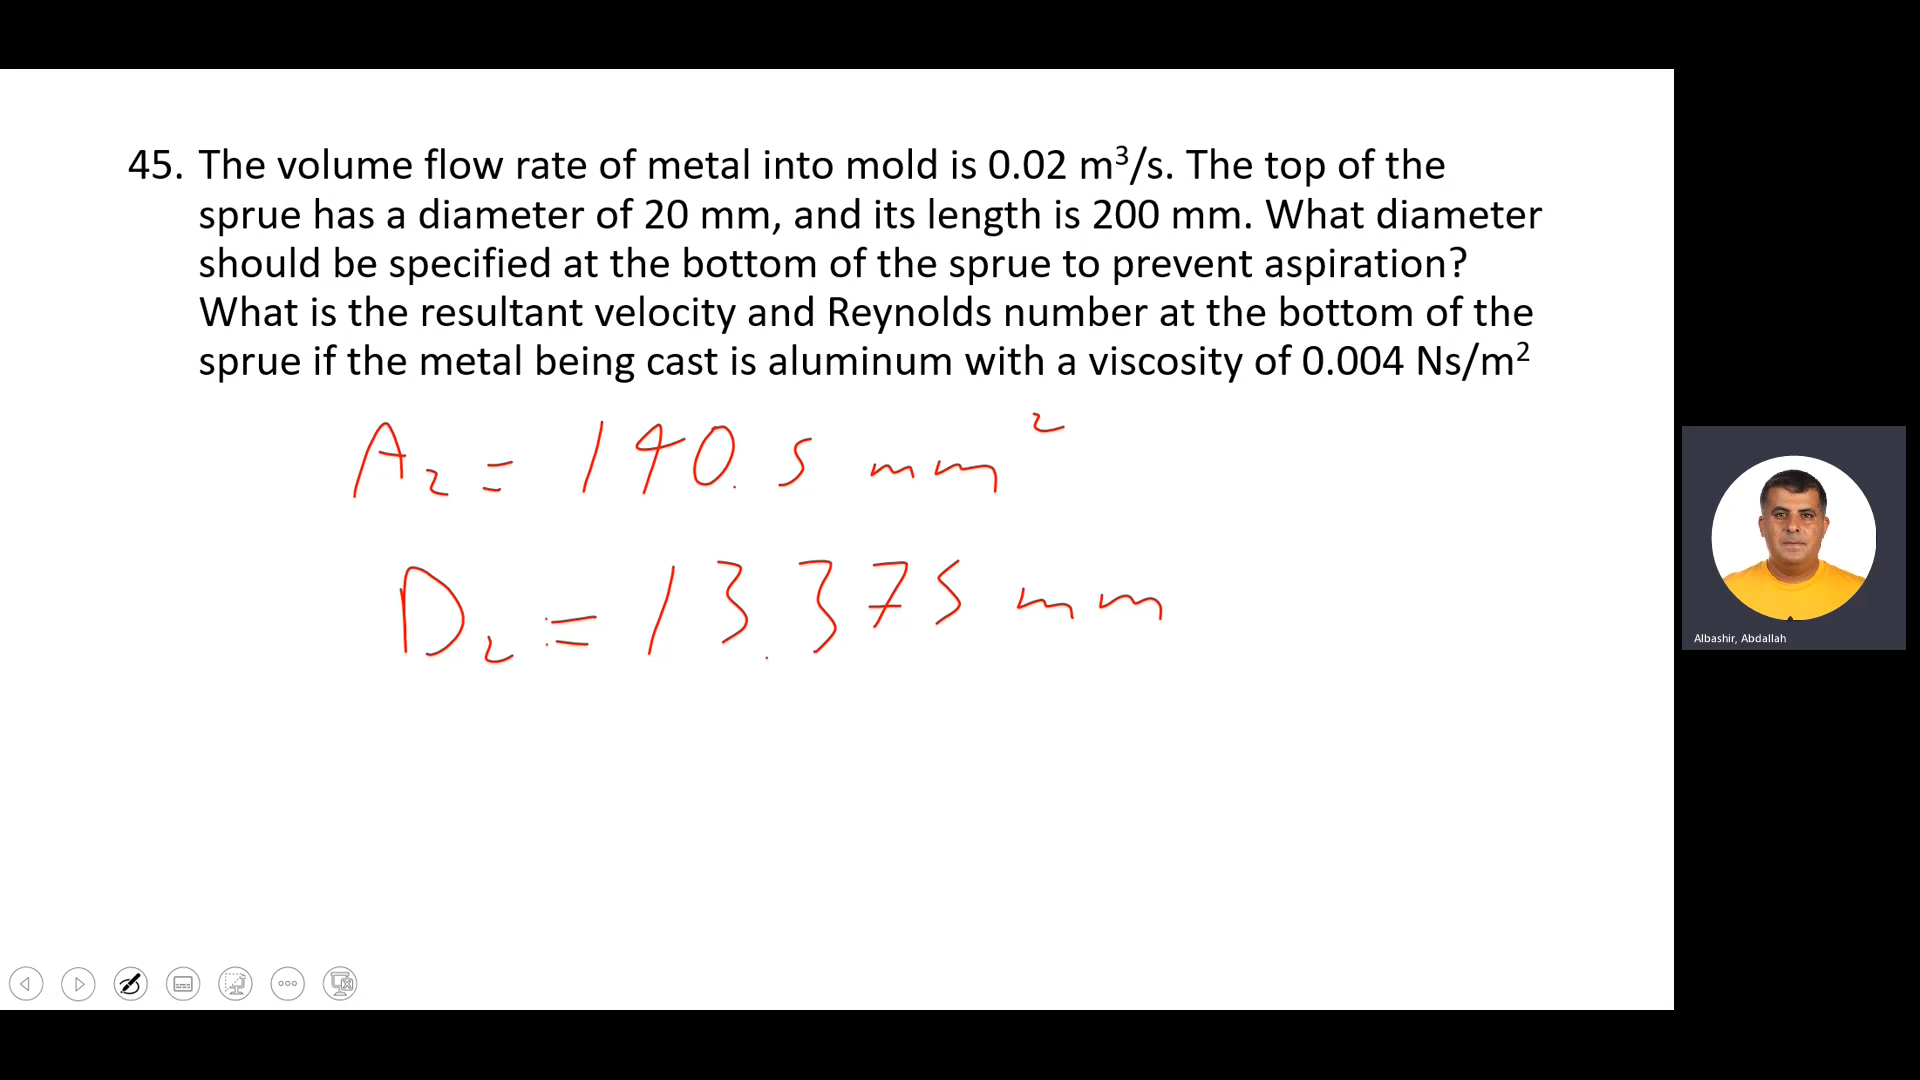 45. The volume flow rate of metal into mold is 0.02 m³/s. The top of the
sprue has a diameter of 20 mm, and its length is 200 mm. What diameter
should be specified at the bottom of the sprue to prevent aspiration?
What is the resultant velocity and Reynolds number at the bottom of the
sprue if the metal being cast is aluminum with a viscosity of 0.004 Ns/m²
A₂ = 140.5 mm²
D₂ = 13.375 mm
Albashir, Abdallah